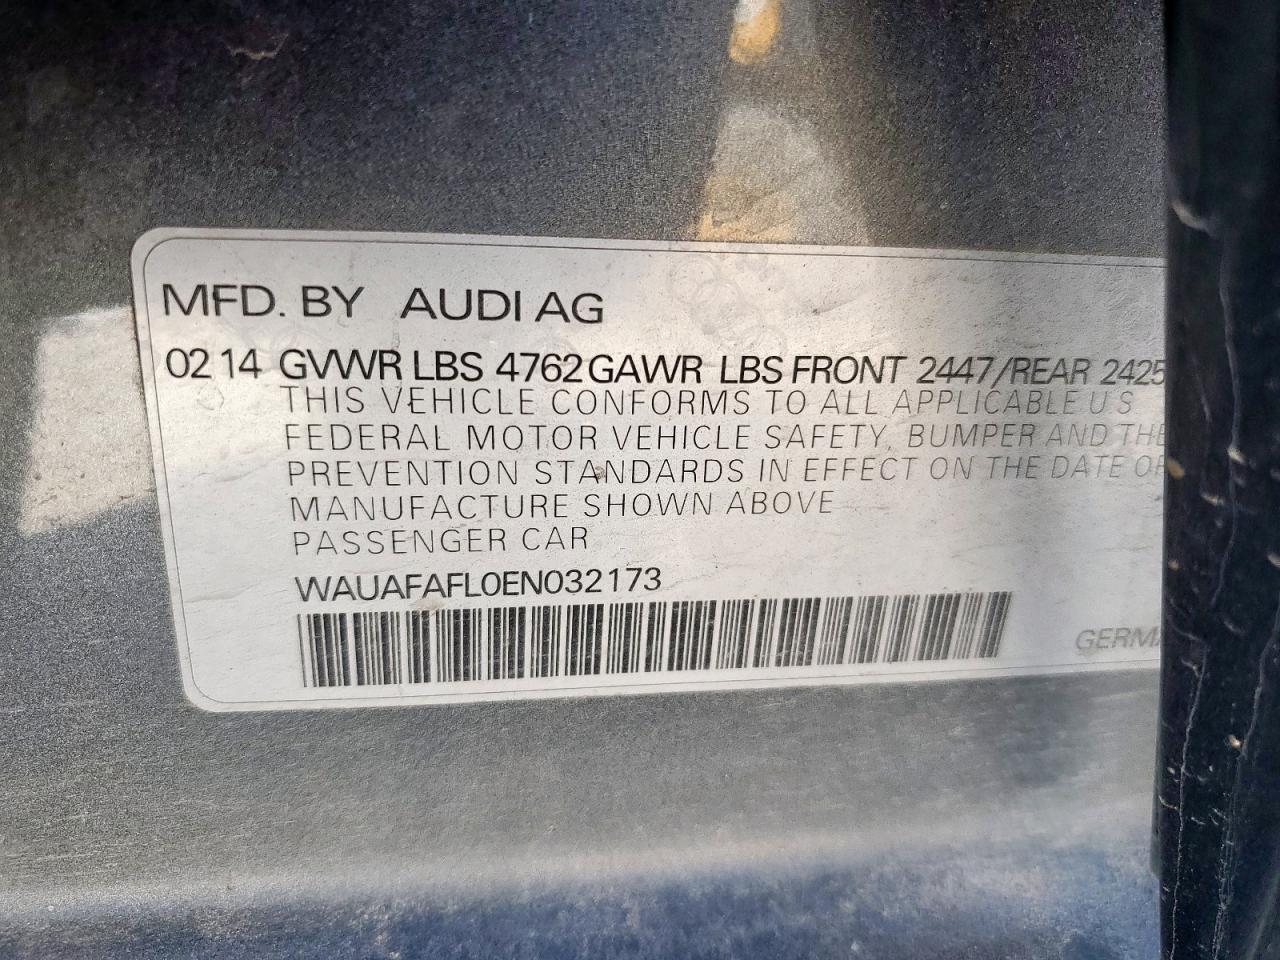 MFD. BY AUDI AG
02 14 GVWR LBS 4762 GAWR LBS FRONT 2447/REAR 2425
THIS VEHICLE CONFORMS TO ALL APPLICABLE U S
FEDERAL MOTOR VEHICLE SAFETY, BUMPER AND THE
PREVENTION STANDARDS IN EFFECT ON THE DATE OF
MANUFACTURE SHOWN ABOVE
PASSENGER CAR
WAUAFAFL0EN032173
GERMA